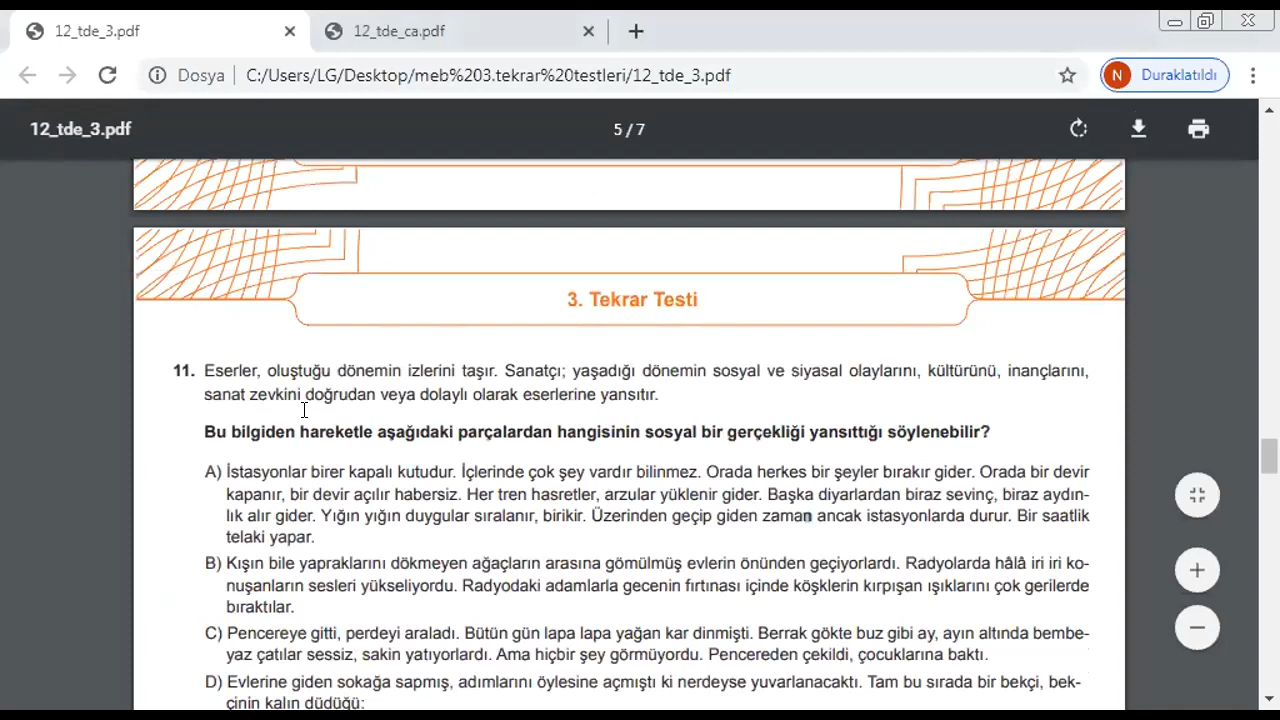 12_tde_3.pdf
12_tde_ca.pdf
Dosya
C:/Users/LG/Desktop/meb%203.tekrar%20testleri/12_tde_3.pdf
N
Duraklatıldı
12_tde_3.pdf
5 / 7
3. Tekrar Testi
11. Eserler, oluştuğu dönemin izlerini taşır. Sanatçı; yaşadığı dönemin sosyal ve siyasal olaylarını, kültürünü, inançlarını,
sanat zevkini doğrudan veya dolaylı olarak eserlerine yansıtır.
Bu bilgiden hareketle aşağıdaki parçalardan hangisinin sosyal bir gerçekliği yansıttığı söylenebilir?
A) İstasyonlar birer kapalı kutudur. İçlerinde çok şey vardır bilinmez. Orada herkes bir şeyler bırakır gider. Orada bir devir
kapanır, bir devir açılır habersiz. Her tren hasretler, arzular yüklenir gider. Başka diyarlardan biraz sevinç, biraz aydın-
lık alır gider. Yığın yığın duygular sıralanır, birikir. Üzerinden geçip giden zaman ancak istasyonlarda durur. Bir saatlik
telaki yapar.
B) Kışın bile yapraklarını dökmeyen ağaçların arasına gömülmüş evlerin önünden geçiyorlardı. Radyolarda hâlâ iri iri ko-
nuşanların sesleri yükseliyordu. Radyodaki adamlarla gecenin fırtınası içinde köşklerin kırpışan ışıklarını çok gerilerde
bıraktılar.
C) Pencereye gitti, perdeyi araladı. Bütün gün lapa lapa yağan kar dinmişti. Berrak gökte buz gibi ay, ayın altında bembe-
yaz çatılar sessiz, sakin yatıyorlardı. Ama hiçbir şey görmüyordu. Pencereden çekildi, çocuklarına baktı.
D) Evlerine giden sokağa sapmış, adımlarını öylesine açmıştı ki nerdeyse yuvarlanacaktı. Tam bu sırada bir bekçi, bek-
çinin kalın düdüğü: